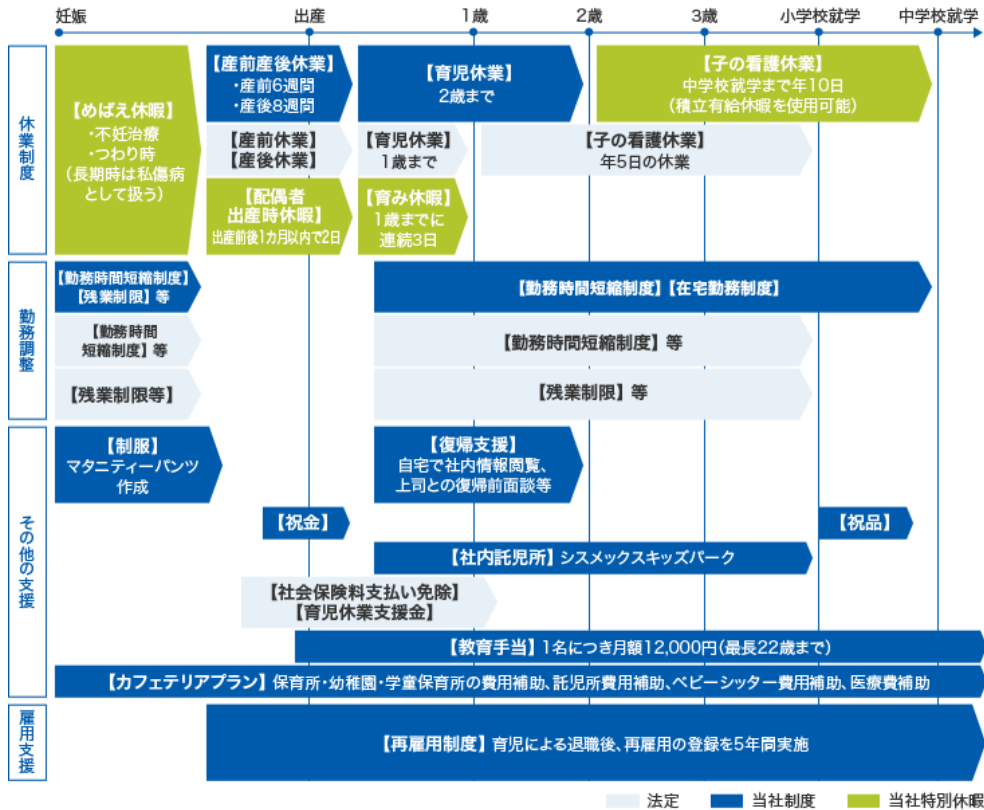 妊娠
出産
1歳
2歳
3歳
小学校就学
中学校就学
休業制度
【めばえ休暇】
・不妊治療
・つわり時
(長期時は私傷病
として扱う)
【産前産後休業】
・産前6週間
・産後8週間
【育児休業】
2歳まで
【子の看護休業】
中学校就学まで年10日
(積立有給休暇を使用可能)
【産前休業】
【産後休業】
【育児休業】
1歳まで
【子の看護休業】
年5日の休業
【配偶者
出産時休暇】
出産前後1カ月以内で2日
【育み休暇】
1歳までに
連続3日
勤務調整
【勤務時間短縮制度】
【残業制限】等
【勤務時間短縮制度】【在宅勤務制度】
【勤務時間
短縮制度】等
【勤務時間短縮制度】等
【残業制限等】
【残業制限】等
その他の支援
【制服】
マタニティーパンツ
作成
【復帰支援】
自宅で社内情報閲覧、
上司との復帰前面談等
【祝金】
【祝品】
【社内託児所】シスメックスキッズパーク
【社会保険料支払い免除】
【育児休業支援金】
【教育手当】1名につき月額12,000円(最長22歳まで)
【カフェテリアプラン】保育所・幼稚園・学童保育所の費用補助、託児所費用補助、ベビーシッター費用補助、医療費補助
雇用支援
【再雇用制度】育児による退職後、再雇用の登録を5年間実施
法定
当社制度
当社特別休暇